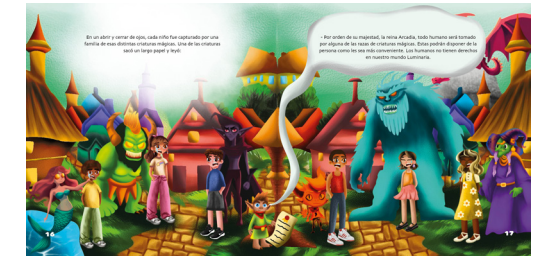 En un abrir y cerrar de ojos, cada niño fue capturado por una
familia de esas distintas criaturas mágicas. Una de las criaturas
sacó un largo papel y leyó:
- Por orden de su majestad, la reina Arcadia, todo humano será tomado
por alguna de las razas de criaturas mágicas. Estas podrán disponer de la
persona como les sea más conveniente. Los humanos no tienen derechos
en nuestro mundo Luminaria.
16
17